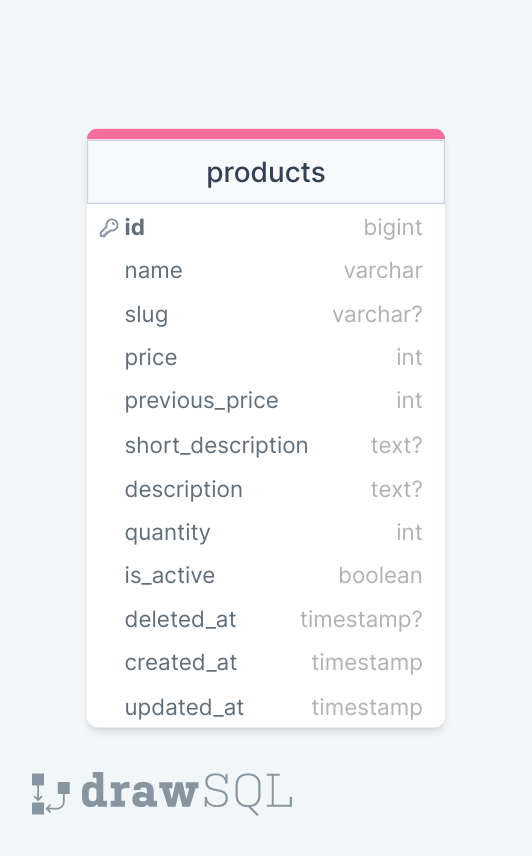 products
id bigint
name varchar
slug varchar?
price int
previous_price int
short_description text?
description text?
quantity int
is_active boolean
deleted_at timestamp?
created_at timestamp
updated_at timestamp
drawSQL